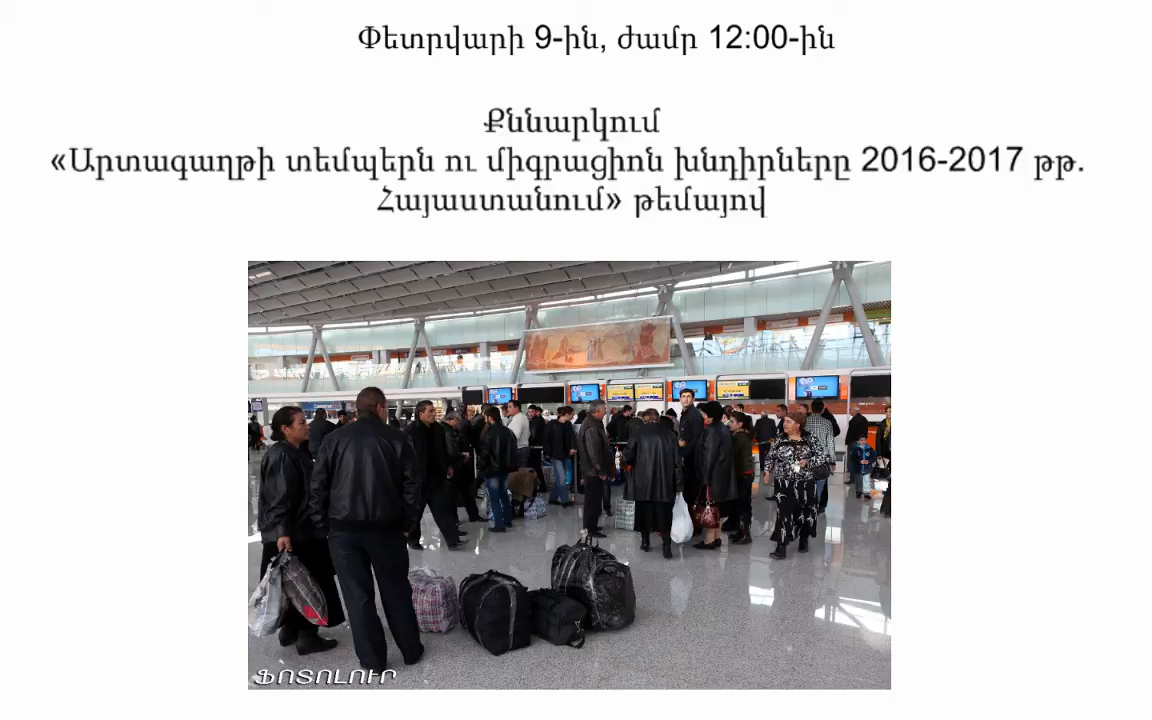 Փետրվարի 9-ին, ժամը 12:00-ին
Քննարկում
«Արտագաղթի տեմպերն ու միգրացիոն խնդիրները 2016-2017 թթ.
Հայաստանում» թեմայով
ՖՈՏՈԼՈՒՐ